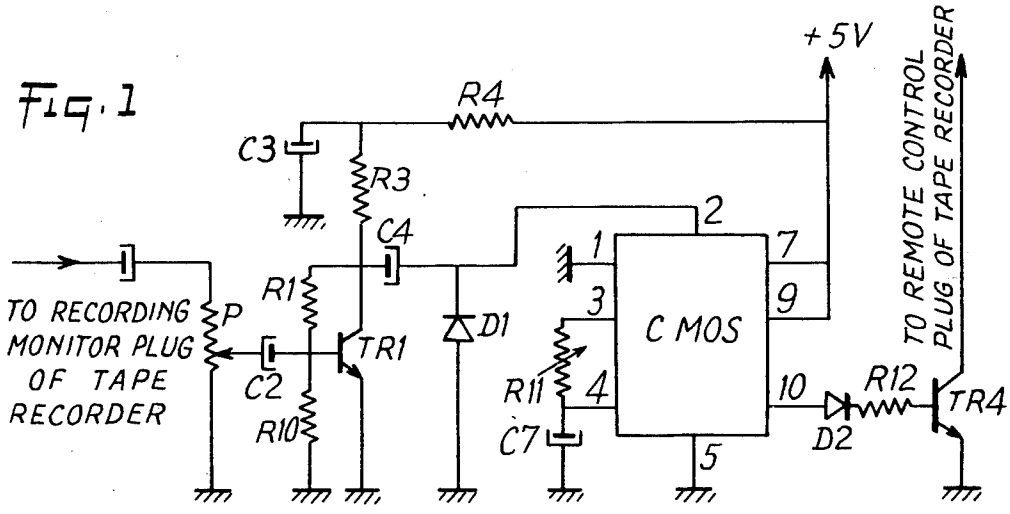 Fig. 1
+5V
R4
C3
R3
C4
2
1
7
3
9
C MOS
R1
P
TO RECORDING
MONITOR PLUG
OF TAPE
RECORDER
C2
TR1
D1
R11
4
10
R12
R10
C7
5
D2
TR4
TO REMOTE CONTROL
PLUG OF TAPE RECORDER